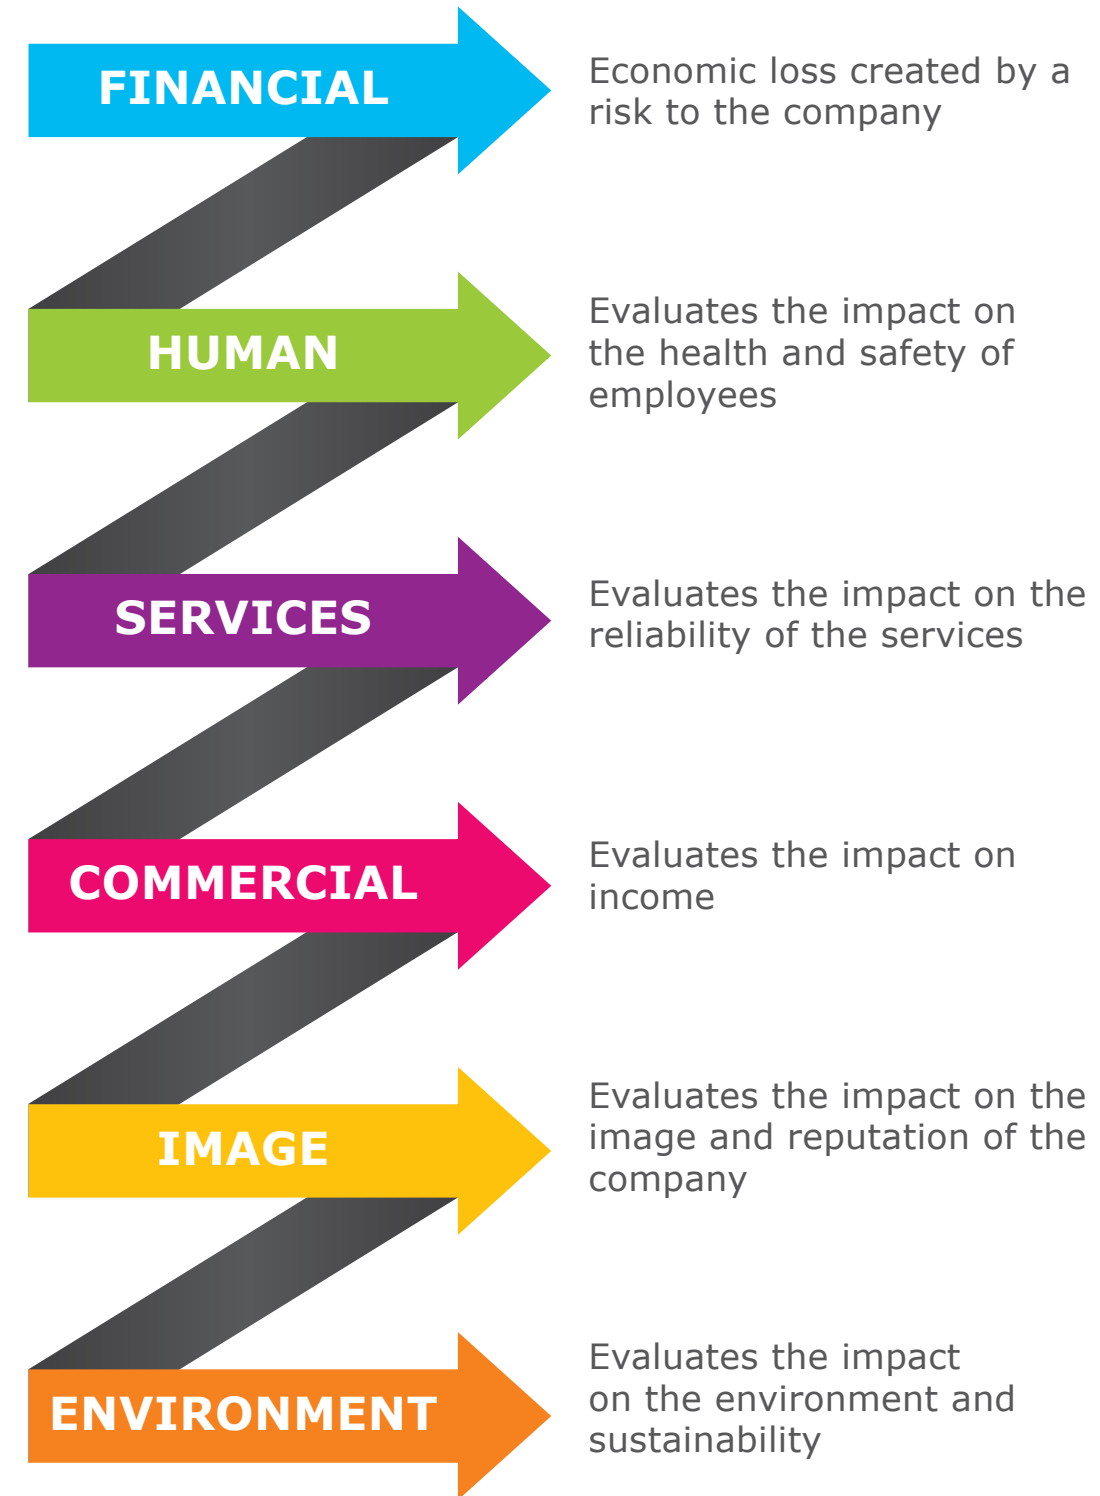 FINANCIAL
Economic loss created by a
risk to the company
HUMAN
Evaluates the impact on
the health and safety of
employees
SERVICES
Evaluates the impact on the
reliability of the services
COMMERCIAL
Evaluates the impact on
income
IMAGE
Evaluates the impact on the
image and reputation of the
company
ENVIRONMENT
Evaluates the impact
on the environment and
sustainability